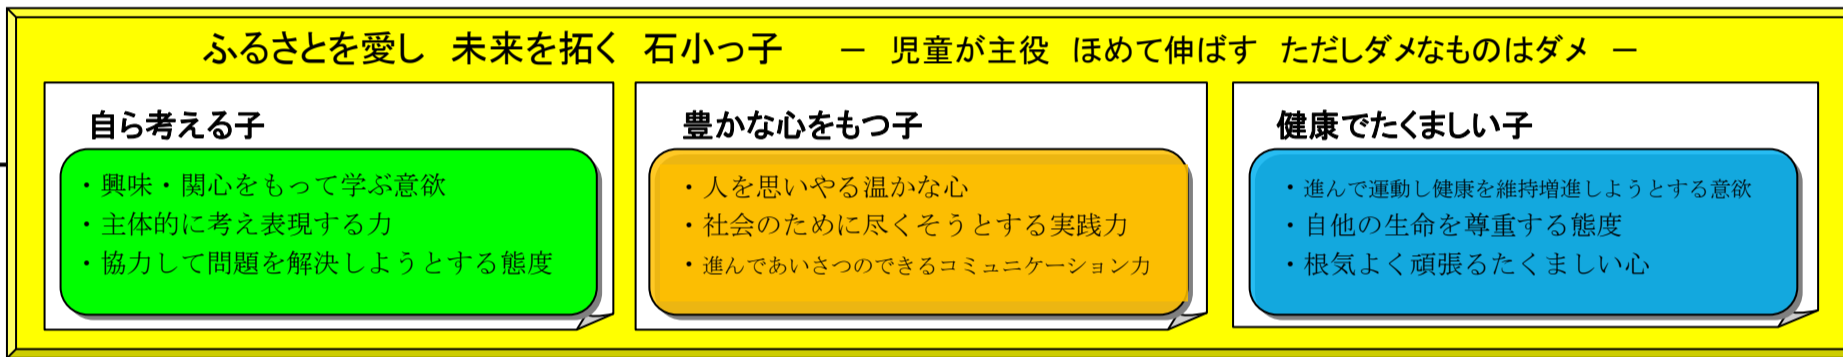 ふるさとを愛し 未来を拓く 石小っ子 － 児童が主役 ほめて伸ばす ただしダメなものはダメ －
自ら考える子
・興味・関心をもって学ぶ意欲
・主体的に考え表現する力
・協力して問題を解決しようとする態度
豊かな心をもつ子
・人を思いやる温かな心
・社会のために尽くそうとする実践力
・進んであいさつのできるコミュニケーション力
健康でたくましい子
・進んで運動し健康を維持増進しようとする意欲
・自他の生命を尊重する態度
・根気よく頑張るたくましい心